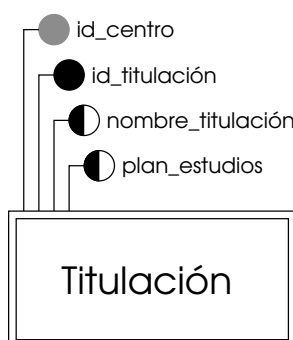 id_centro
id_titulación
nombre_titulación
plan_estudios
Titulación